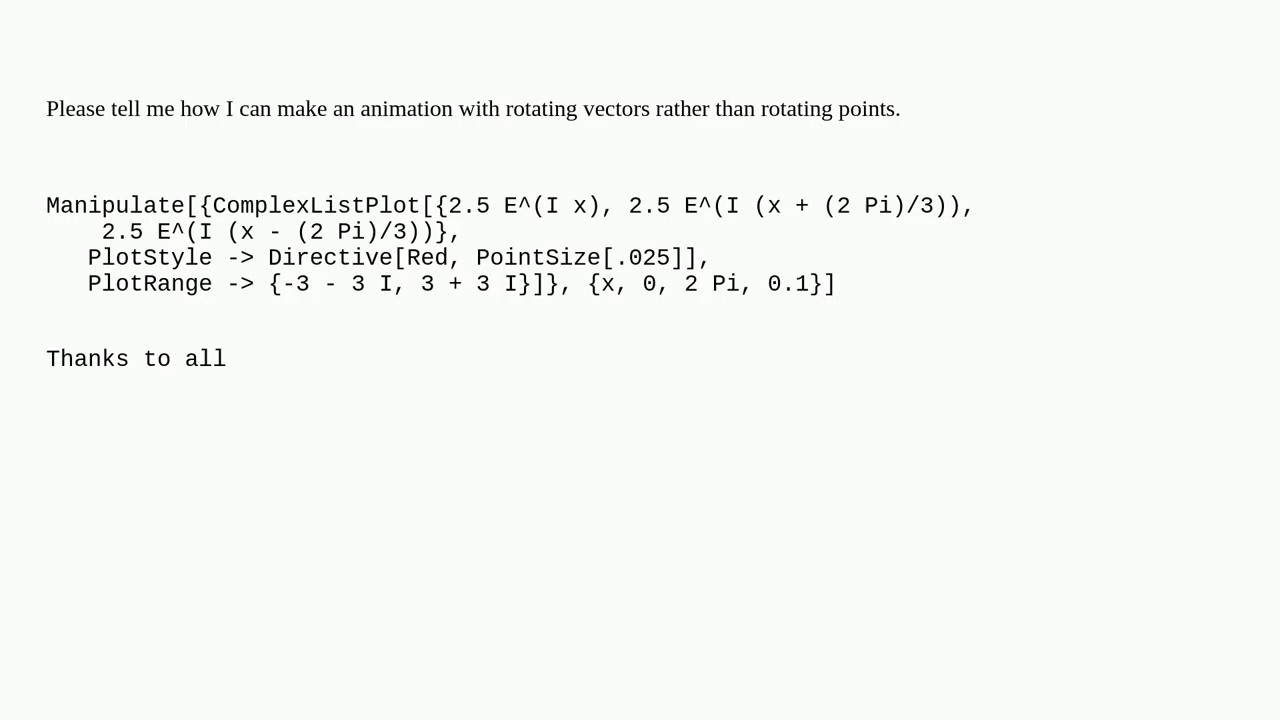 Please tell me how I can make an animation with rotating vectors rather than rotating points.
Manipulate[{ComplexListPlot[{2.5 E^(I x), 2.5 E^(I (x + (2 Pi)/3)),
    2.5 E^(I (x - (2 Pi)/3))},
   PlotStyle -> Directive[Red, PointSize[.025]],
   PlotRange -> {-3 - 3 I, 3 + 3 I}]}, {x, 0, 2 Pi, 0.1}]
Thanks to all